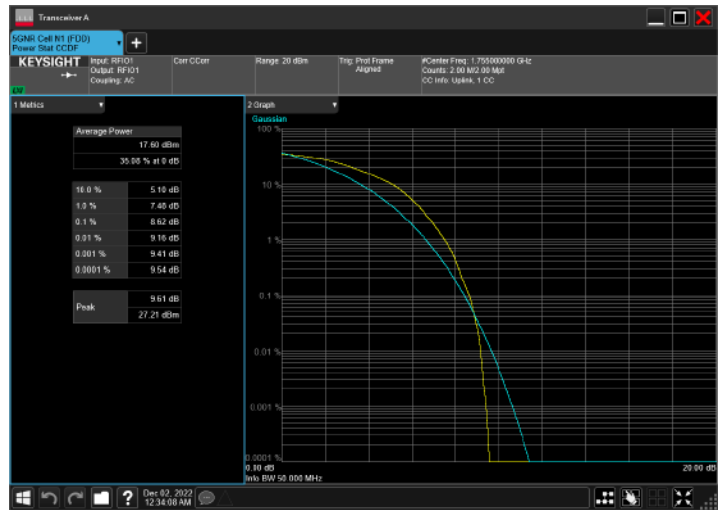 Transceiver A
5GNR Cell N1 (FDD)
Power Stat CCDF
KEYSIGHT
Input: RFIO1
Output: RFIO1
Coupling: AC
Corr CCorr
Range: 20 dBm
Trig: Prot Frame
Aligned
#Center Freq: 1.755000000 GHz
Counts: 2.00 M/2.00 Mpt
CC Info: Uplink, 1 CC
1 Metrics
Average Power
17.60 dBm
35.08 % at 0 dB
10.0 % 5.10 dB
1.0 % 7.48 dB
0.1 % 8.62 dB
0.01 % 9.16 dB
0.001 % 9.41 dB
0.0001 % 9.54 dB
Peak
9.61 dB
27.21 dBm
2 Graph
Gaussian
100 %
10 %
1 %
0.1 %
0.01 %
0.001 %
0.0001 %
0.00 dB
20.00 dB
Info BW 50.000 MHz
Dec 02, 2022
12:34:08 AM